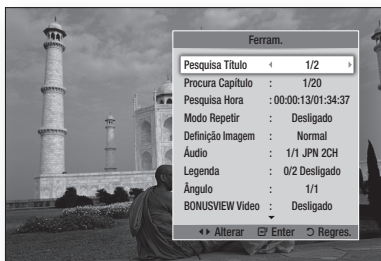 Ferram.
Pesquisa Título 1/2
Procura Capítulo : 1/20
Pesquisa Hora : 00:00:13/01:34:37
Modo Repetir : Desligado
Definição Imagem : Normal
Áudio : 1/1 JPN 2CH
Legenda : 0/2 Desligado
Ângulo : 1/1
BONUSVIEW Video : Desligado
Alterar Enter Regres.